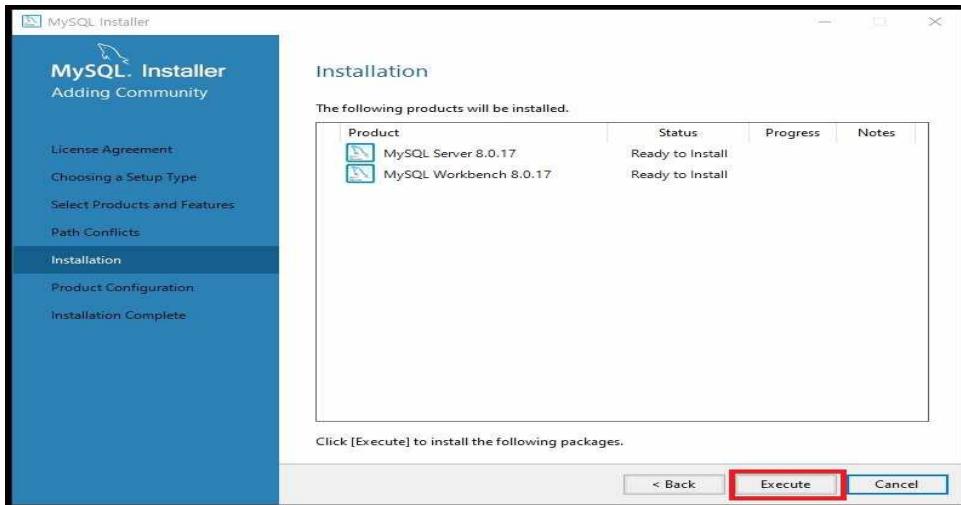 MySQL Installer
MySQL. Installer
Adding Community
License Agreement
Choosing a Setup Type
Select Products and Features
Path Conflicts
Installation
Product Configuration
Installation Complete
Installation
The following products will be installed.
Product Status Progress Notes
MySQL Server 8.0.17 Ready to Install
MySQL Workbench 8.0.17 Ready to Install
Click [Execute] to install the following packages.
< Back Execute Cancel